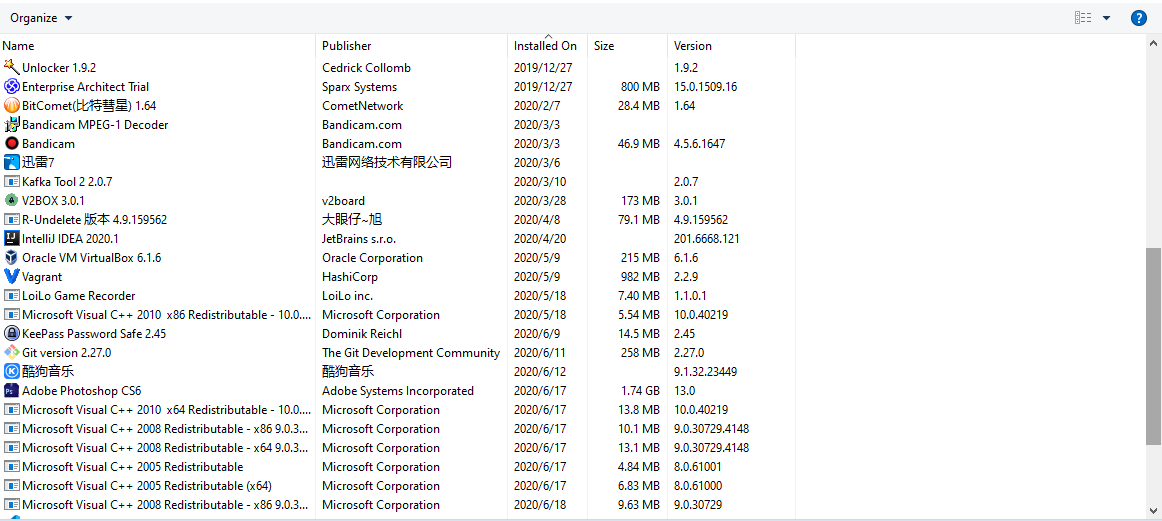 Organize
Name Publisher Installed On Size Version
Unlocker 1.9.2 Cedrick Collomb 2019/12/27 1.9.2
Enterprise Architect Trial Sparx Systems 2019/12/27 800 MB 15.0.1509.16
BitComet(比特彗星) 1.64 CometNetwork 2020/2/7 28.4 MB 1.64
Bandicam MPEG-1 Decoder Bandicam.com 2020/3/3
Bandicam Bandicam.com 2020/3/3 46.9 MB 4.5.6.1647
迅雷7 迅雷网络技术有限公司 2020/3/6
Kafka Tool 2 2.0.7 2020/3/10 2.0.7
V2BOX 3.0.1 v2board 2020/3/28 173 MB 3.0.1
R-Undelete 版本 4.9.159562 大眼仔~旭 2020/4/8 79.1 MB 4.9.159562
IntelliJ IDEA 2020.1 JetBrains s.r.o. 2020/4/20 201.6668.121
Oracle VM VirtualBox 6.1.6 Oracle Corporation 2020/5/9 215 MB 6.1.6
Vagrant HashiCorp 2020/5/9 982 MB 2.2.9
LoiLo Game Recorder LoiLo inc. 2020/5/18 7.40 MB 1.1.0.1
Microsoft Visual C++ 2010 x86 Redistributable - 10.0.... Microsoft Corporation 2020/5/18 5.54 MB 10.0.40219
KeePass Password Safe 2.45 Dominik Reichl 2020/6/9 14.5 MB 2.45
Git version 2.27.0 The Git Development Community 2020/6/11 258 MB 2.27.0
酷狗音乐 酷狗音乐 2020/6/12 9.1.32.23449
Adobe Photoshop CS6 Adobe Systems Incorporated 2020/6/17 1.74 GB 13.0
Microsoft Visual C++ 2010 x64 Redistributable - 10.0.... Microsoft Corporation 2020/6/17 13.8 MB 10.0.40219
Microsoft Visual C++ 2008 Redistributable - x86 9.0.3... Microsoft Corporation 2020/6/17 10.1 MB 9.0.30729.4148
Microsoft Visual C++ 2008 Redistributable - x64 9.0.3... Microsoft Corporation 2020/6/17 13.1 MB 9.0.30729.4148
Microsoft Visual C++ 2005 Redistributable Microsoft Corporation 2020/6/17 4.84 MB 8.0.61001
Microsoft Visual C++ 2005 Redistributable (x64) Microsoft Corporation 2020/6/17 6.83 MB 8.0.61000
Microsoft Visual C++ 2008 Redistributable - x86 9.0.3... Microsoft Corporation 2020/6/18 9.63 MB 9.0.30729